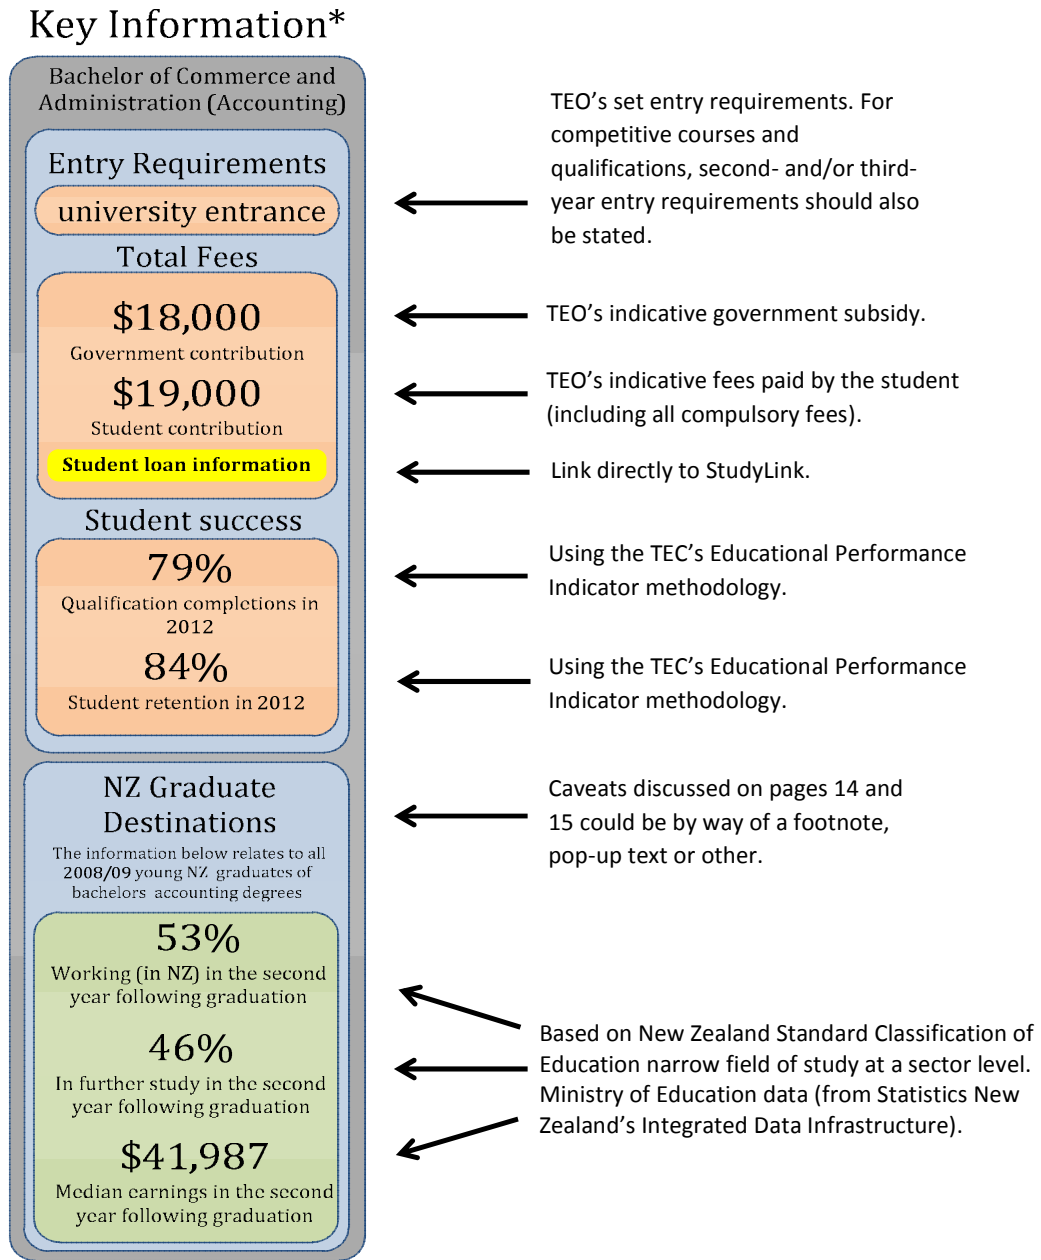 Key Information*
Bachelor of Commerce and
Administration (Accounting)
Entry Requirements
university entrance
Total Fees
$18,000
Government contribution
$19,000
Student contribution
Student loan information
Student success
79%
Qualification completions in
2012
84%
Student retention in 2012
NZ Graduate
Destinations
The information below relates to all
2008/09 young NZ graduates of
bachelors accounting degrees
53%
Working (in NZ) in the second
year following graduation
46%
In further study in the second
year following graduation
$41,987
Median earnings in the second
year following graduation
TEO’s set entry requirements. For
competitive courses and
qualifications, second- and/or third-
year entry requirements should also
be stated.
TEO’s indicative government subsidy.
TEO’s indicative fees paid by the student
(including all compulsory fees).
Link directly to StudyLink.
Using the TEC’s Educational Performance
Indicator methodology.
Using the TEC’s Educational Performance
Indicator methodology.
Caveats discussed on pages 14 and
15 could be by way of a footnote,
pop-up text or other.
Based on New Zealand Standard Classification of
Education narrow field of study at a sector level.
Ministry of Education data (from Statistics New
Zealand’s Integrated Data Infrastructure).